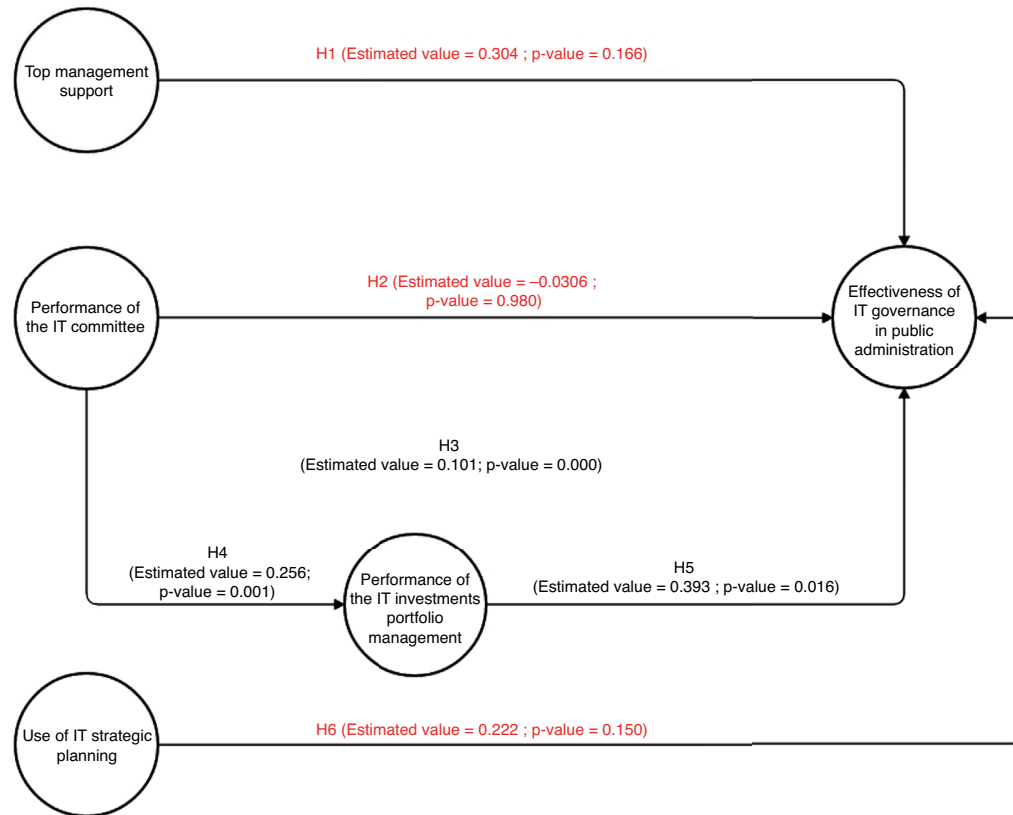 H1 (Estimated value = 0.304 ; p-value = 0.166)
Top management
support
H2 (Estimated value = –0.0306 ;
p-value = 0.980)
Performance of
the IT committee
Effectiveness of
IT governance
in public
administration
H3
(Estimated value = 0.101; p-value = 0.000)
H4
(Estimated value = 0.256;
p-value = 0.001)
Performance of
the IT investments
portfolio
management
H5
(Estimated value = 0.393 ; p-value = 0.016)
Use of IT strategic
planning
H6 (Estimated value = 0.222 ; p-value = 0.150)